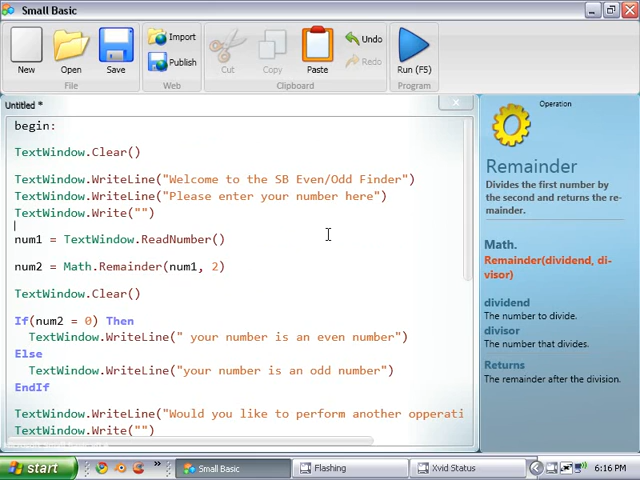 Small Basic
New
Open
Save
Import
Publish
Cut
Copy
Paste
Undo
Redo
Run (F5)
File
Web
Clipboard
Program
Untitled *
begin:
TextWindow.Clear()
TextWindow.WriteLine("Welcome to the SB Even/Odd Finder")
TextWindow.WriteLine("Please enter your number here")
TextWindow.Write("")
num1 = TextWindow.ReadNumber()
num2 = Math.Remainder(num1, 2)
TextWindow.Clear()
If(num2 = 0) Then
TextWindow.WriteLine(" your number is an even number")
Else
TextWindow.WriteLine("your number is an odd number")
EndIf
TextWindow.WriteLine("Would you like to perform another opperati
TextWindow.Write("")
Operation
Remainder
Divides the first number by
the second and returns the re-
mainder.
Math.
Remainder(dividend, di-
visor)
dividend
The number to divide.
divisor
The number that divides.
Returns
The remainder after the division.
start
Small Basic
Flashing
Xvid Status
6:16 PM